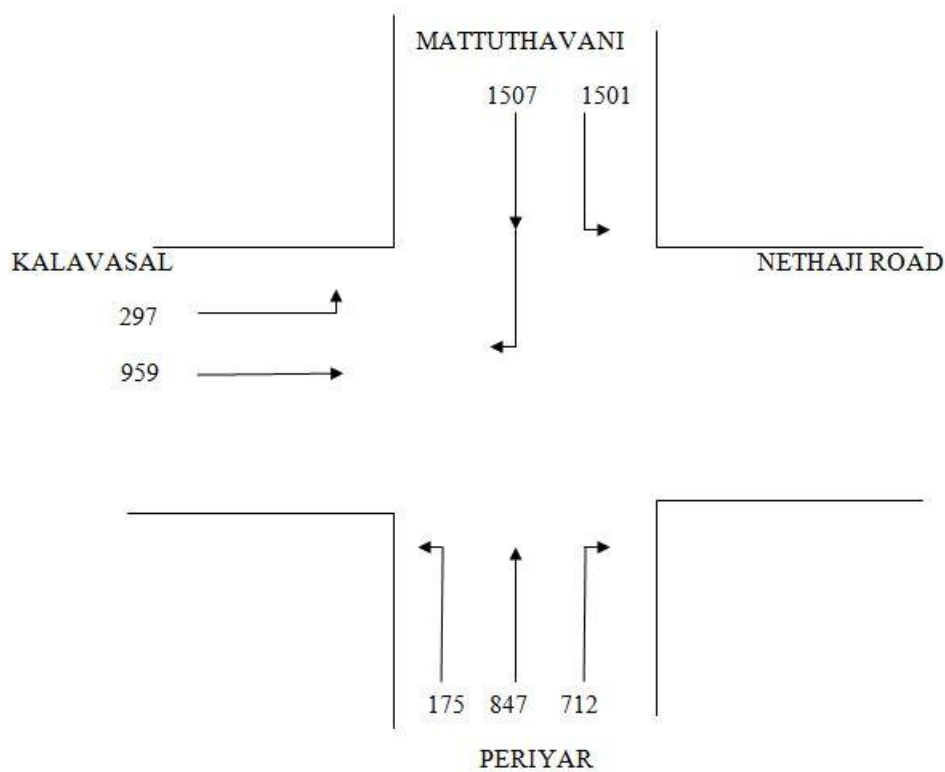 MATTUTHAVANI
1507 1501
KALAVASAL
NETHAJI ROAD
297
959
175 847 712
PERIYAR